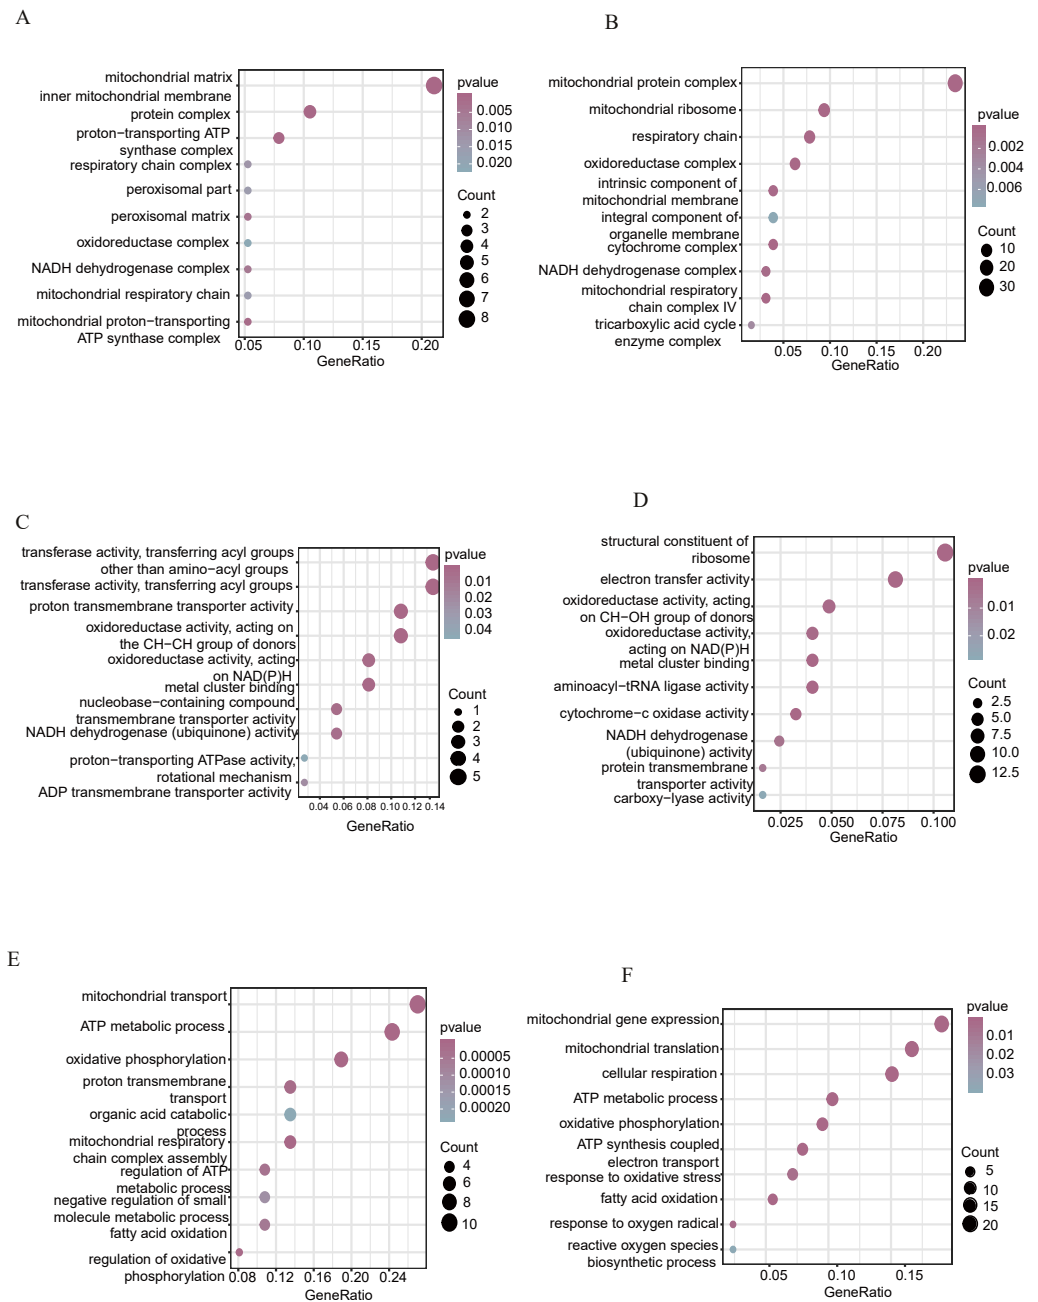 A
mitochondrial matrix
inner mitochondrial membrane
protein complex
proton−transporting ATP
synthase complex
respiratory chain complex
peroxisomal part
peroxisomal matrix
oxidoreductase complex
NADH dehydrogenase complex
mitochondrial respiratory chain
mitochondrial proton−transporting
ATP synthase complex
0.05 0.10 0.15 0.20
GeneRatio
pvalue
0.005
0.010
0.015
0.020
Count
2
3
4
5
6
7
8
B
mitochondrial protein complex
mitochondrial ribosome
respiratory chain
oxidoreductase complex
intrinsic component of
mitochondrial membrane
integral component of
organelle membrane
cytochrome complex
NADH dehydrogenase complex
mitochondrial respiratory
chain complex IV
tricarboxylic acid cycle
enzyme complex
0.05 0.10 0.15 0.20
GeneRatio
pvalue
0.002
0.004
0.006
Count
10
20
30
C
transferase activity, transferring acyl groups
other than amino−acyl groups
transferase activity, transferring acyl groups
proton transmembrane transporter activity
oxidoreductase activity, acting on
the CH−CH group of donors
oxidoreductase activity, acting
on NAD(P)H
metal cluster binding
nucleobase−containing compound
transmembrane transporter activity
NADH dehydrogenase (ubiquinone) activity
proton−transporting ATPase activity,
rotational mechanism
ADP transmembrane transporter activity
0.04 0.06 0.08 0.10 0.12 0.14
GeneRatio
pvalue
0.01
0.02
0.03
0.04
Count
1
2
3
4
5
D
structural constituent of
ribosome
electron transfer activity
oxidoreductase activity, acting
on CH−OH group of donors
oxidoreductase activity,
acting on NAD(P)H
metal cluster binding
aminoacyl−tRNA ligase activity
cytochrome−c oxidase activity
NADH dehydrogenase
(ubiquinone) activity
protein transmembrane
transporter activity
carboxy−lyase activity
0.025 0.050 0.075 0.100
GeneRatio
pvalue
0.01
0.02
Count
2.5
5.0
7.5
10.0
12.5
E
mitochondrial transport
ATP metabolic process
oxidative phosphorylation
proton transmembrane
transport
organic acid catabolic
process
mitochondrial respiratory
chain complex assembly
regulation of ATP
metabolic process
negative regulation of small
molecule metabolic process
fatty acid oxidation
regulation of oxidative
phosphorylation
0.08 0.12 0.16 0.20 0.24
GeneRatio
pvalue
0.00005
0.00010
0.00015
0.00020
Count
4
6
8
10
F
mitochondrial gene expression
mitochondrial translation
cellular respiration
ATP metabolic process
oxidative phosphorylation
ATP synthesis coupled
electron transport
response to oxidative stress
fatty acid oxidation
response to oxygen radical
reactive oxygen species
biosynthetic process
0.05 0.10 0.15
GeneRatio
pvalue
0.01
0.02
0.03
Count
5
10
15
20